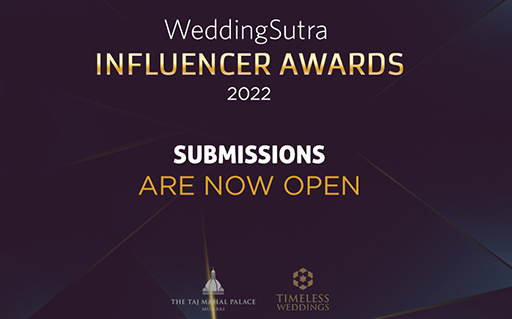 WeddingSutra
INFLUENCER AWARDS
2022
SUBMISSIONS
ARE NOW OPEN
THE TAJ MAHAL PALACE
MUMBAI
TIMELESS
WEDDINGS